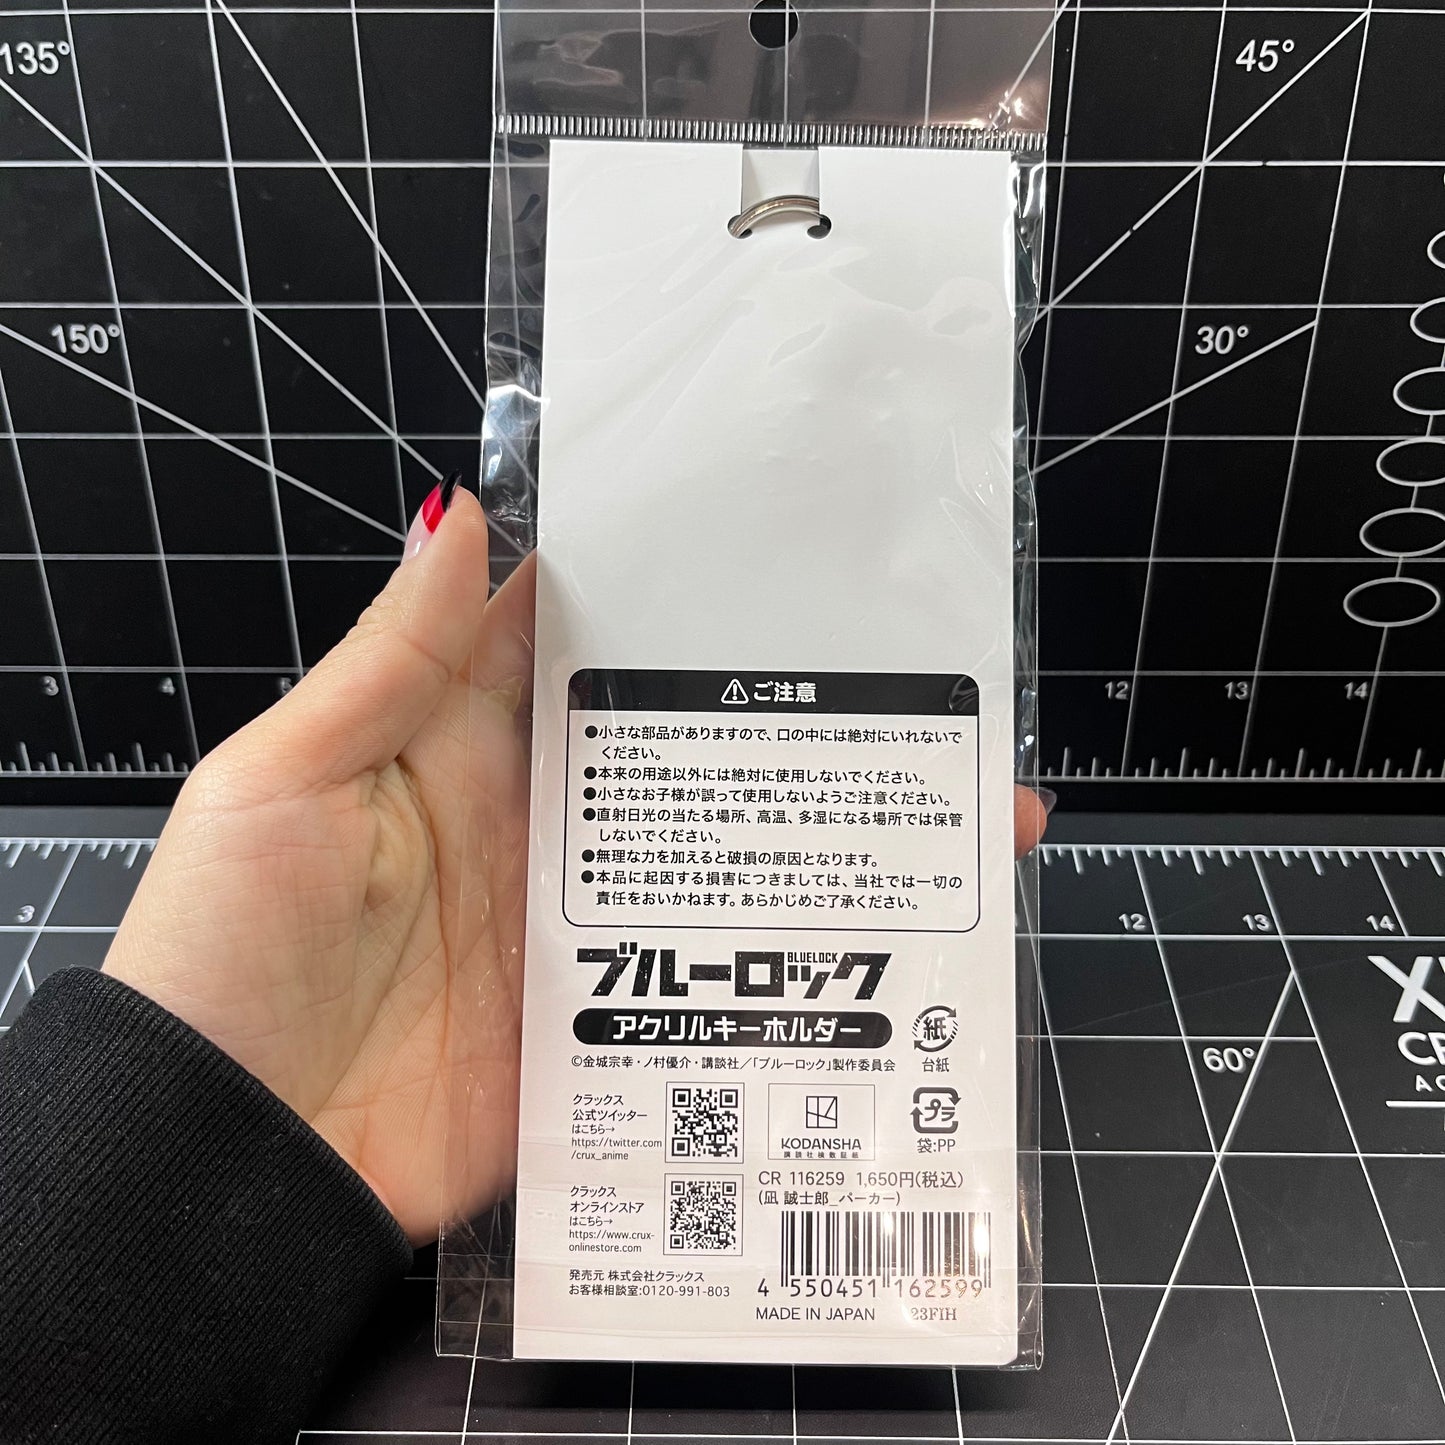 135°
45°
150°
30°
3
4
5
12
13
14
ご注意
●小さな部品がありますので、口の中には絶対にいれないで
ください。
●本来の用途以外には絶対に使用しないでください。
●小さなお子様が誤って使用しないようご注意ください。
●直射日光の当たる場所、高温、多湿になる場所では保管
しないでください。
●無理な力を加えると破損の原因となります。
●本品に起因する損害につきましては、当社では一切の
責任をおいかねます。あらかじめご了承ください。
3
12
13
14
ブルーロック
BLUELOCK
アクリルキーホルダー
紙
台紙
©金城宗幸・ノ村優介・講談社/「ブルーロック」製作委員会
60°
クラックス
公式ツイッター
はこちら→
https://twitter.com
/crux_anime
KODANSHA
講談社検数証紙
プラ
袋:PP
CR 116259 1,650円(税込)
(凪 誠士郎_パーカー)
クラックス
オンラインストア
はこちら→
https://www.crux-
onlinestore.com
発売元 株式会社クラックス
お客様相談室:0120-991-803
4 550451 162599
MADE IN JAPAN 23FIH